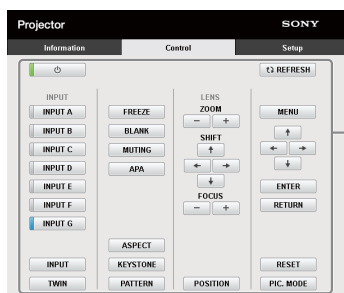 Projector
SONY
Information
Control
Setup
REFRESH
INPUT
INPUT A
INPUT B
INPUT C
INPUT D
INPUT E
INPUT F
INPUT G
INPUT
TWIN
FREEZE
BLANK
MUTING
APA
ASPECT
KEYSTONE
PATTERN
LENS
ZOOM
− +
SHIFT
FOCUS
− +
POSITION
MENU
ENTER
RETURN
RESET
PIC. MODE